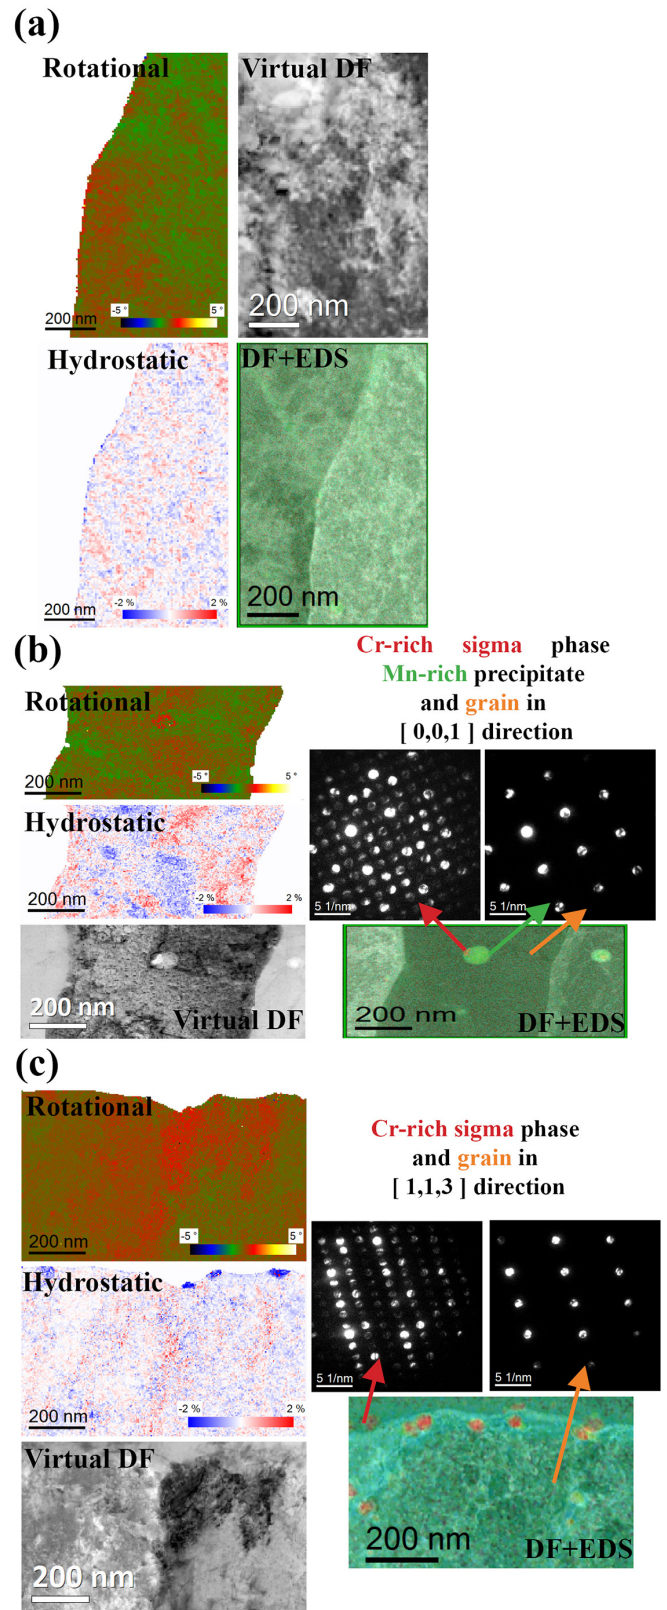 (a)
Rotational
Virtual DF
-5 ° 5 °
200 nm
200 nm
Hydrostatic
DF+EDS
-2 % 2 %
200 nm
200 nm
(b)
Cr-rich sigma phase
Mn-rich precipitate
and grain in
[ 0,0,1 ] direction
Rotational
-5 ° 5 °
200 nm
Hydrostatic
-2 % 2 %
200 nm
5 1/nm
5 1/nm
200 nm
Virtual DF
200 nm
DF+EDS
(c)
Rotational
-5 ° 5 °
200 nm
Cr-rich sigma phase
and grain in
[ 1,1,3 ] direction
Hydrostatic
-2 % 2 %
200 nm
5 1/nm
5 1/nm
Virtual DF
200 nm
200 nm
DF+EDS